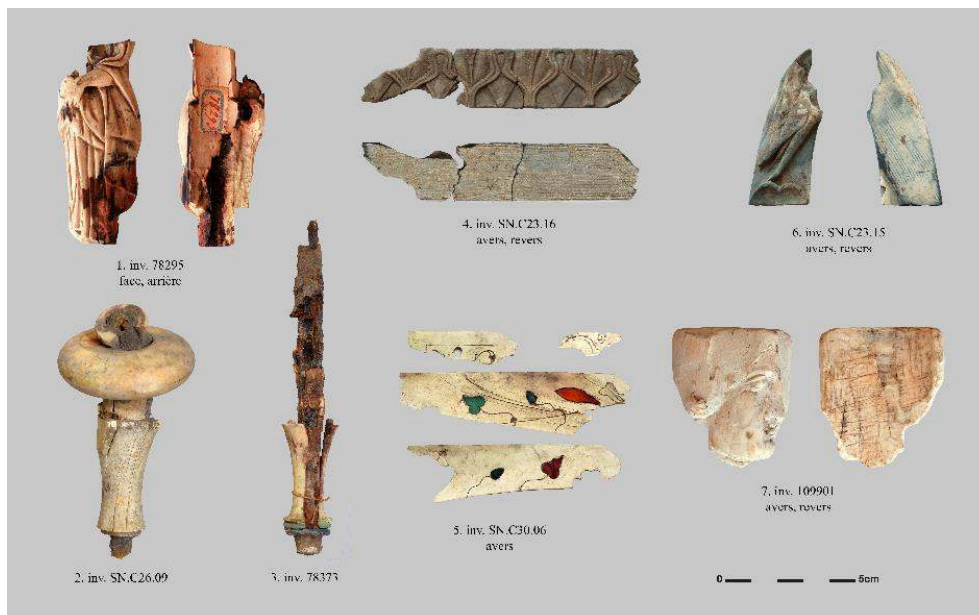 1. inv. 78295
face, arrière
2. inv. SN.C26.09
3. inv. 78373
4. inv. SN.C23.16
avers, revers
5. inv. SN.C30.06
avers
6. inv. SN.C23.15
avers, revers
7. inv. 109901
avers, revers
0
5cm